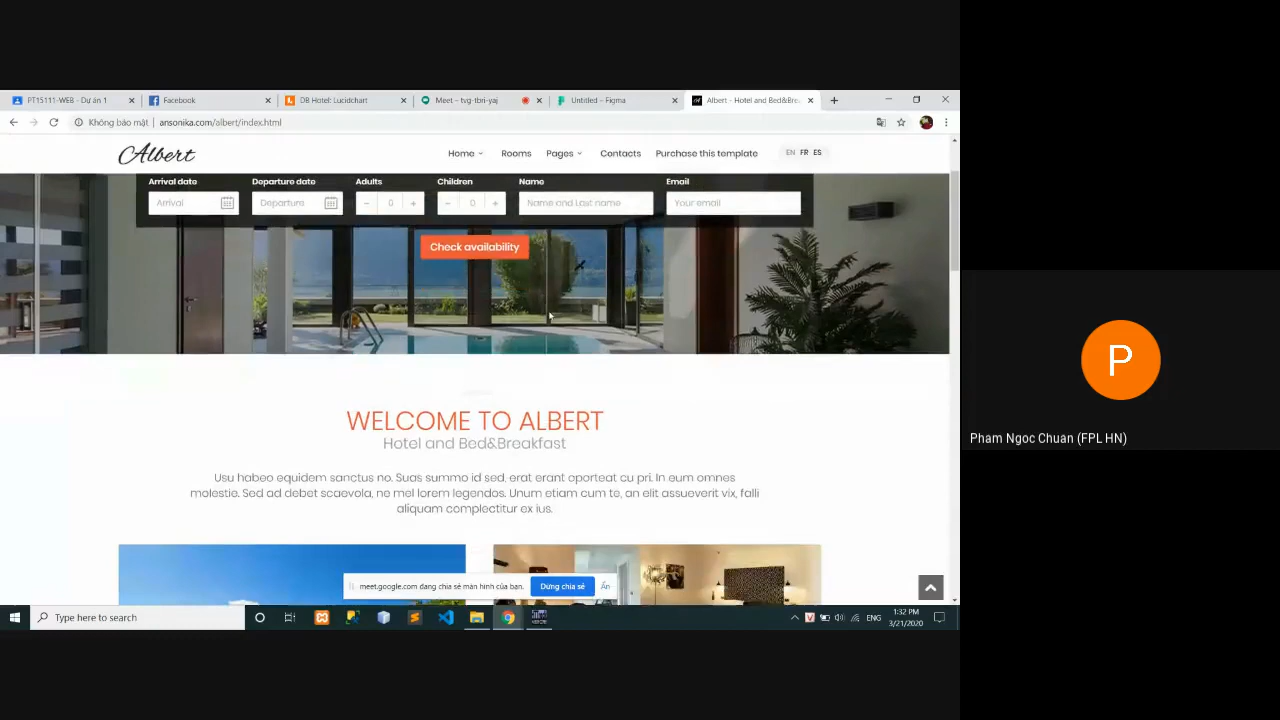 PT15111-WEB - Dự án 1
Facebook
DB Hotel: Lucidchart
Meet – tvg-tbri-yaj
Untitled – Figma
Albert - Hotel and Bed&Brea
Không bảo mật | ansonika.com/albert/index.html
Albert
Home
Rooms
Pages
Contacts
Purchase this template
EN FR ES
Arrival date
Departure date
Adults
Children
Name
Email
Arrival
Departure
− 0 +
− 0 +
Name and Last name
Your email
Check availability
WELCOME TO ALBERT
Hotel and Bed&Breakfast
Usu habeo equidem sanctus no. Suas summo id sed, erat erant oporteat cu pri. In eum omnes
molestie. Sed ad debet scaevola, ne mel lorem legendos. Unum etiam cum te, an elit assueverit vix, falli
aliquam complectitur ex ius.
meet.google.com đang chia sẻ màn hình của bạn.
Dừng chia sẻ
Ẩn
Type here to search
ENG
1:32 PM
3/21/2020
P
Pham Ngoc Chuan (FPL HN)